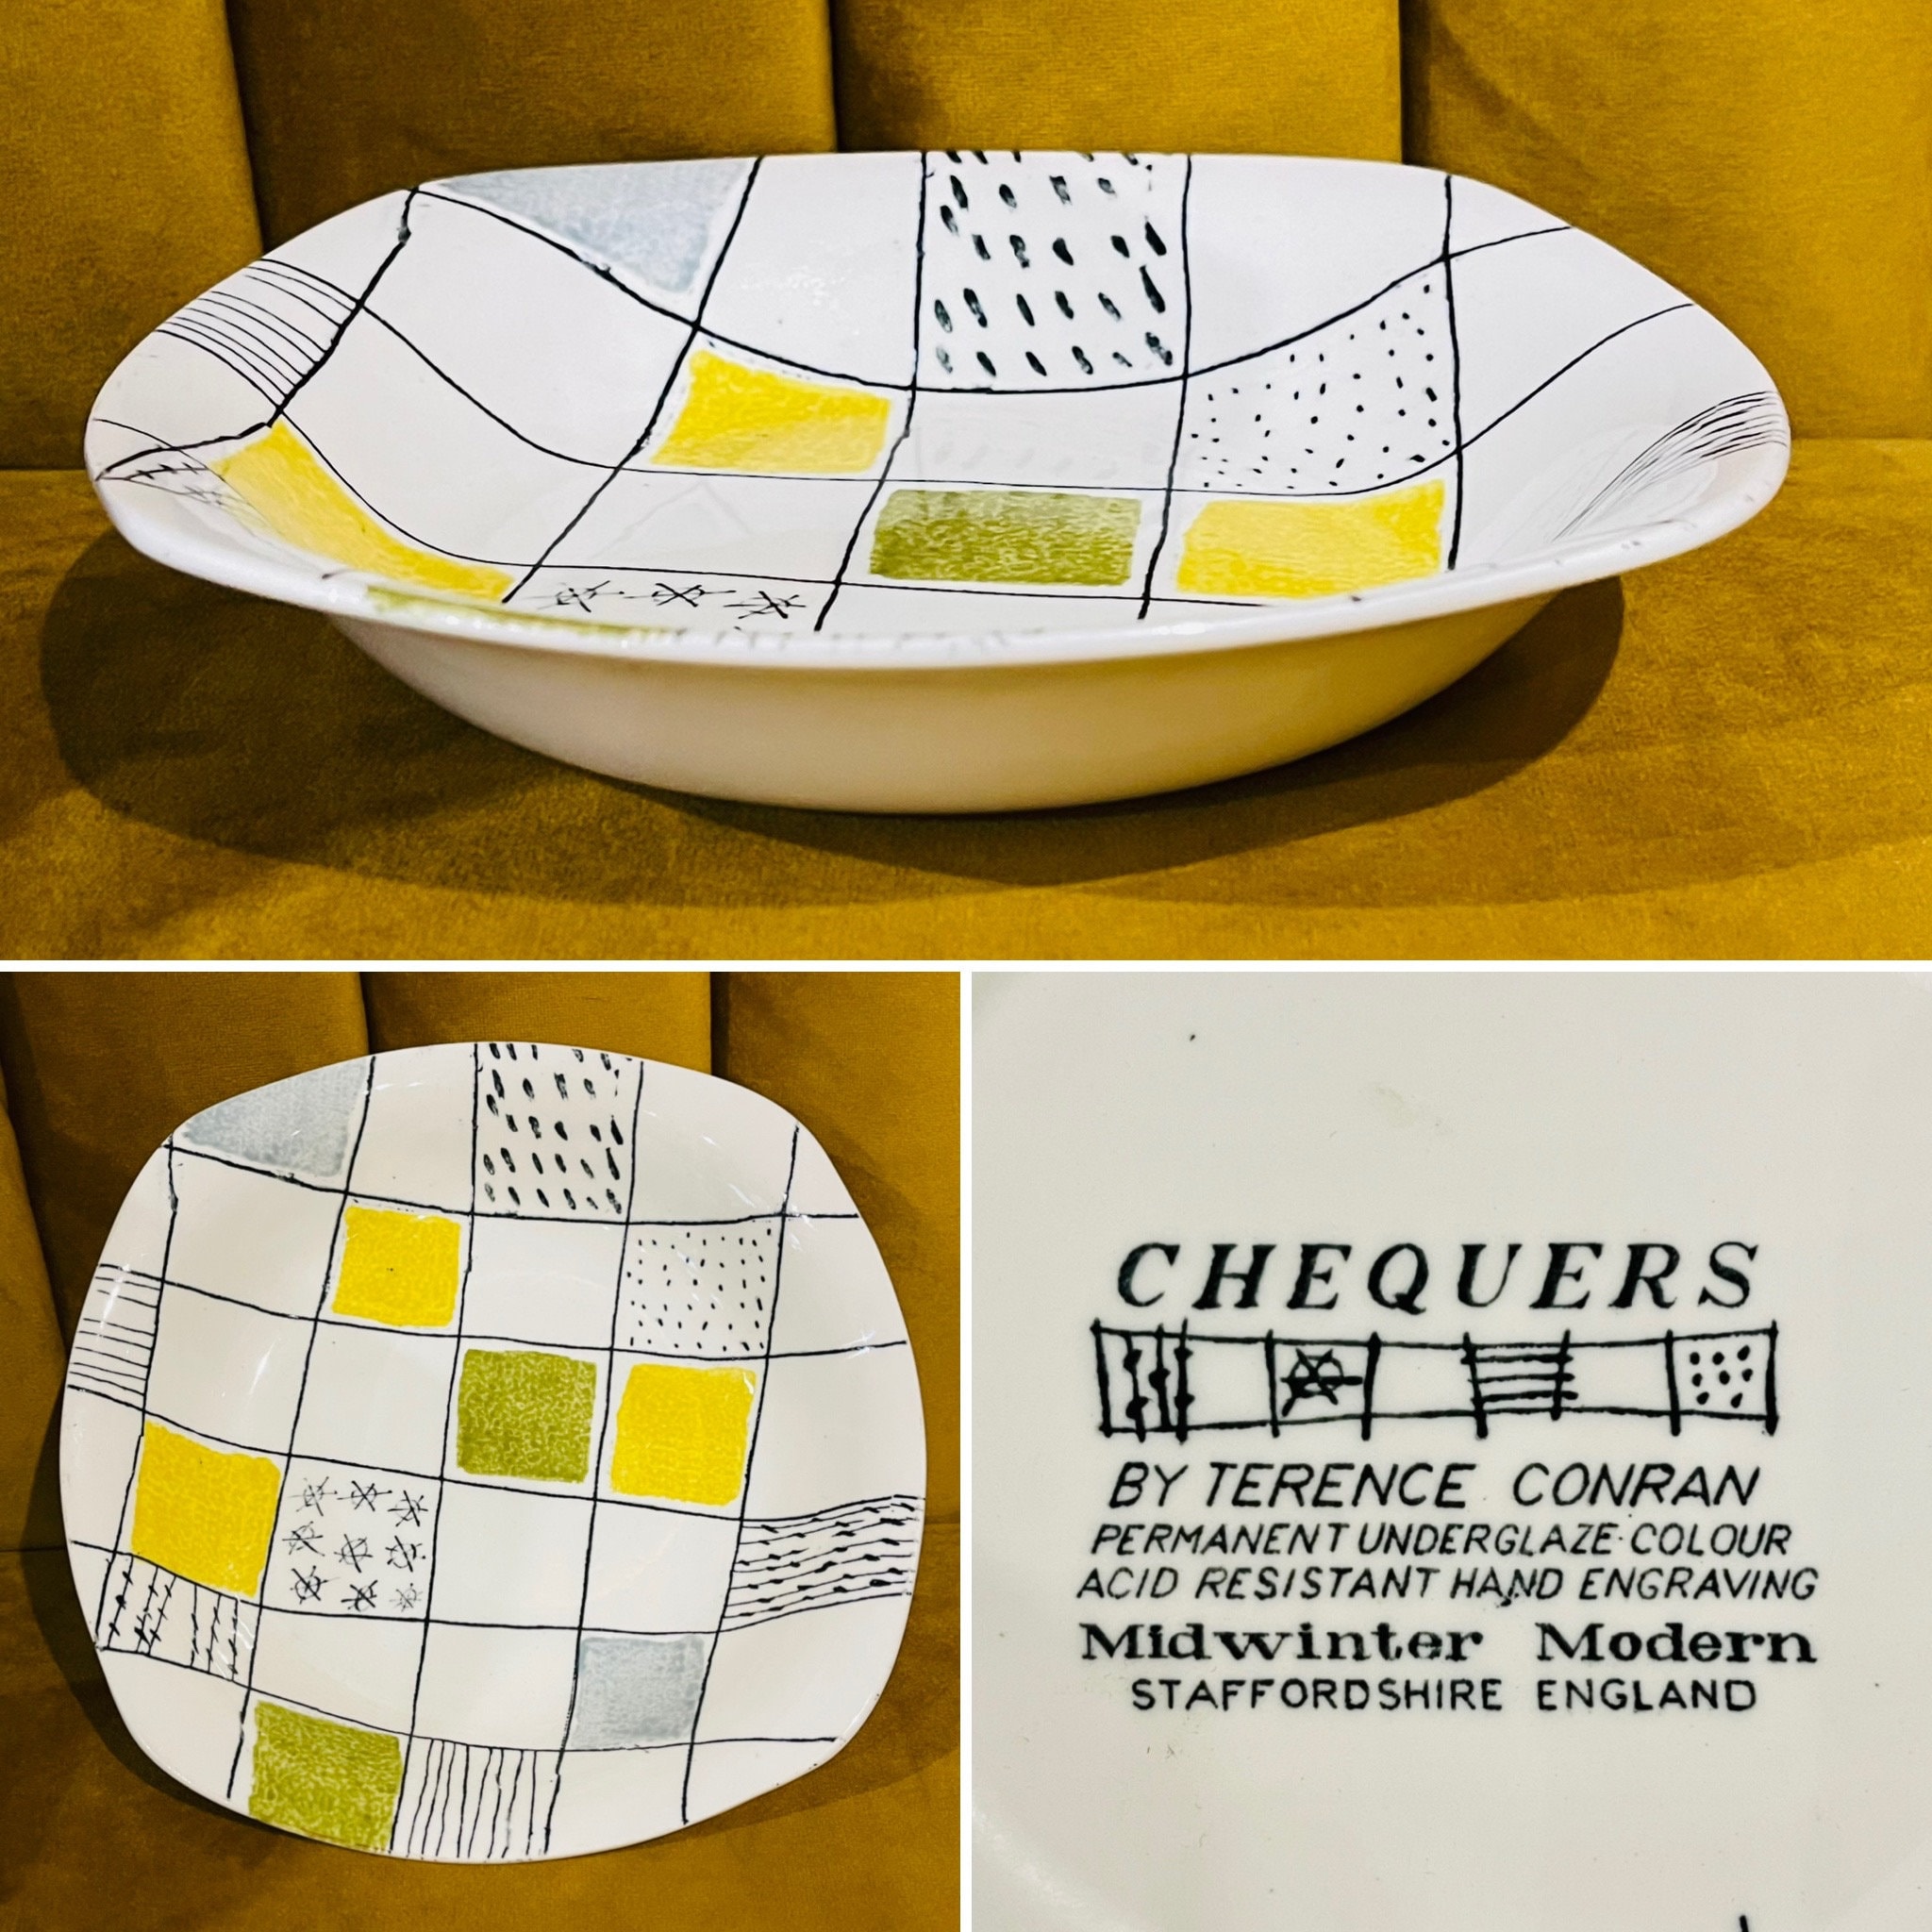 CHEQUERS
BY TERENCE CONRAN
PERMANENT UNDERGLAZE COLOUR
ACID RESISTANT HAND ENGRAVING
Midwinter Modern
STAFFORDSHIRE ENGLAND